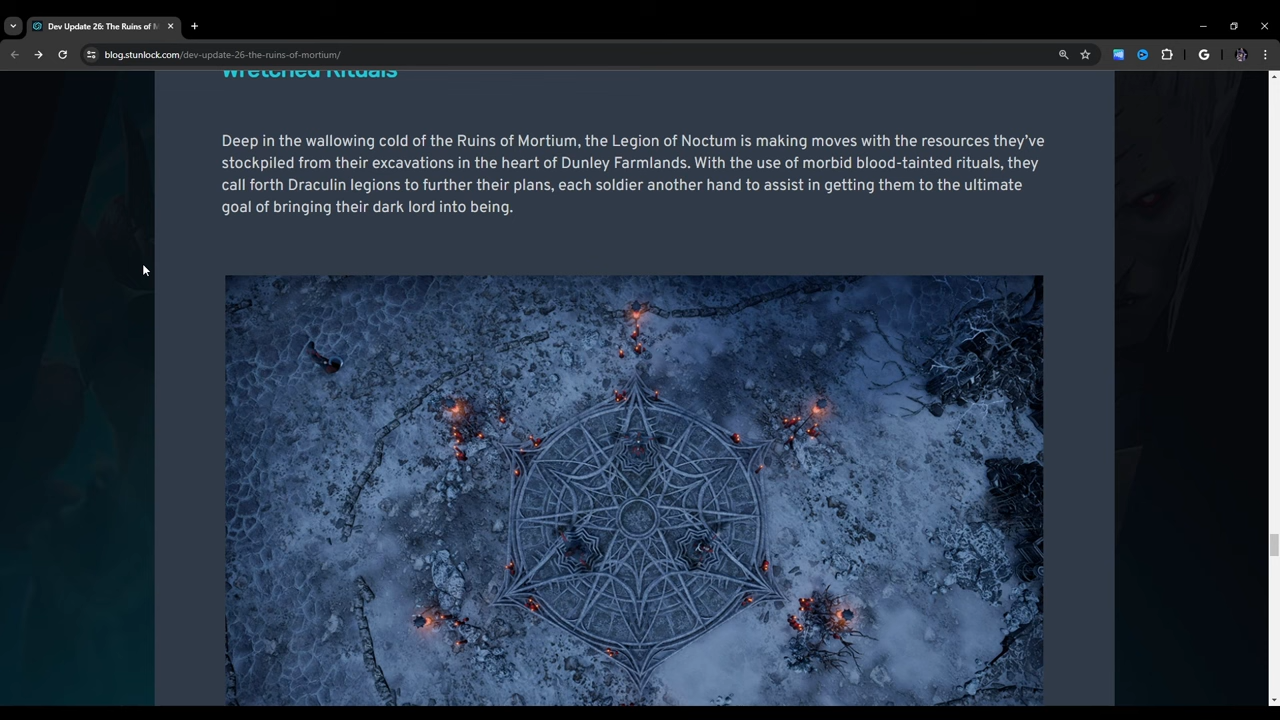 Dev Update 26: The Ruins of M
blog.stunlock.com/dev-update-26-the-ruins-of-mortium/
Wretched Rituals
Deep in the wallowing cold of the Ruins of Mortium, the Legion of Noctum is making moves with the resources they've
stockpiled from their excavations in the heart of Dunley Farmlands. With the use of morbid blood-tainted rituals, they
call forth Draculin legions to further their plans, each soldier another hand to assist in getting them to the ultimate
goal of bringing their dark lord into being.